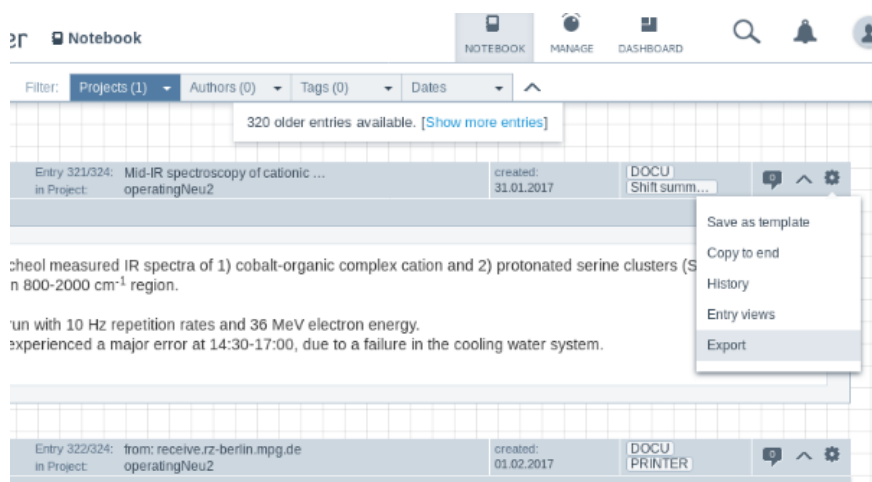 er Notebook
NOTEBOOK MANAGE DASHBOARD
Filter: Projects (1) Authors (0) Tags (0) Dates
320 older entries available. [Show more entries]
Entry 321/324: Mid-IR spectroscopy of cationic ... created: DOCU 0
in Project: operatingNeu2 31.01.2017 Shift summ...
Save as template
Copy to end
History
Entry views
Export
cheol measured IR spectra of 1) cobalt-organic complex cation and 2) protonated serine clusters (S
n 800-2000 cm-1 region.
run with 10 Hz repetition rates and 36 MeV electron energy.
experienced a major error at 14:30-17:00, due to a failure in the cooling water system.
Entry 322/324: from: receive.rz-berlin.mpg.de created: DOCU 0
in Project: operatingNeu2 01.02.2017 PRINTER